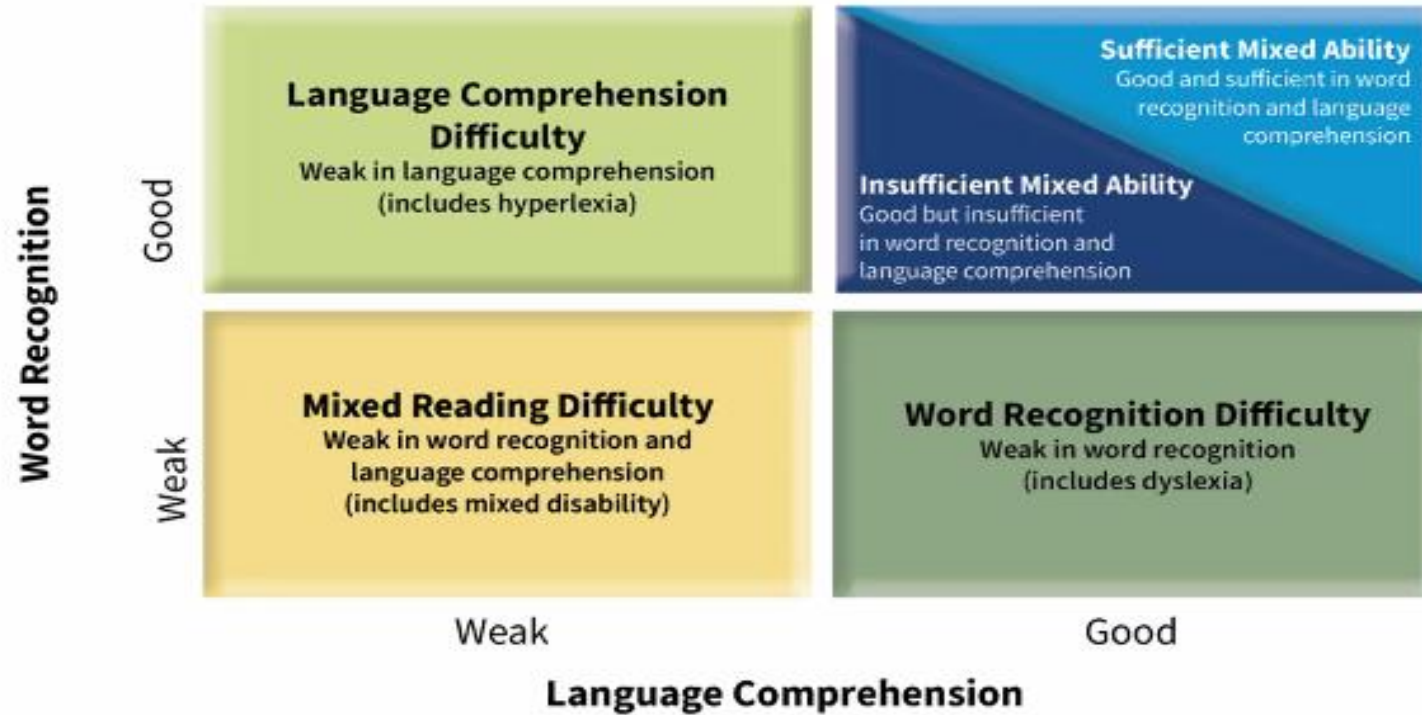 Word Recognition
Good
Weak
Language Comprehension
Difficulty
Weak in language comprehension
(includes hyperlexia)
Sufficient Mixed Ability
Good and sufficient in word
recognition and language
comprehension
Insufficient Mixed Ability
Good but insufficient
in word recognition and
language comprehension
Mixed Reading Difficulty
Weak in word recognition and
language comprehension
(includes mixed disability)
Word Recognition Difficulty
Weak in word recognition
(includes dyslexia)
Weak
Good
Language Comprehension